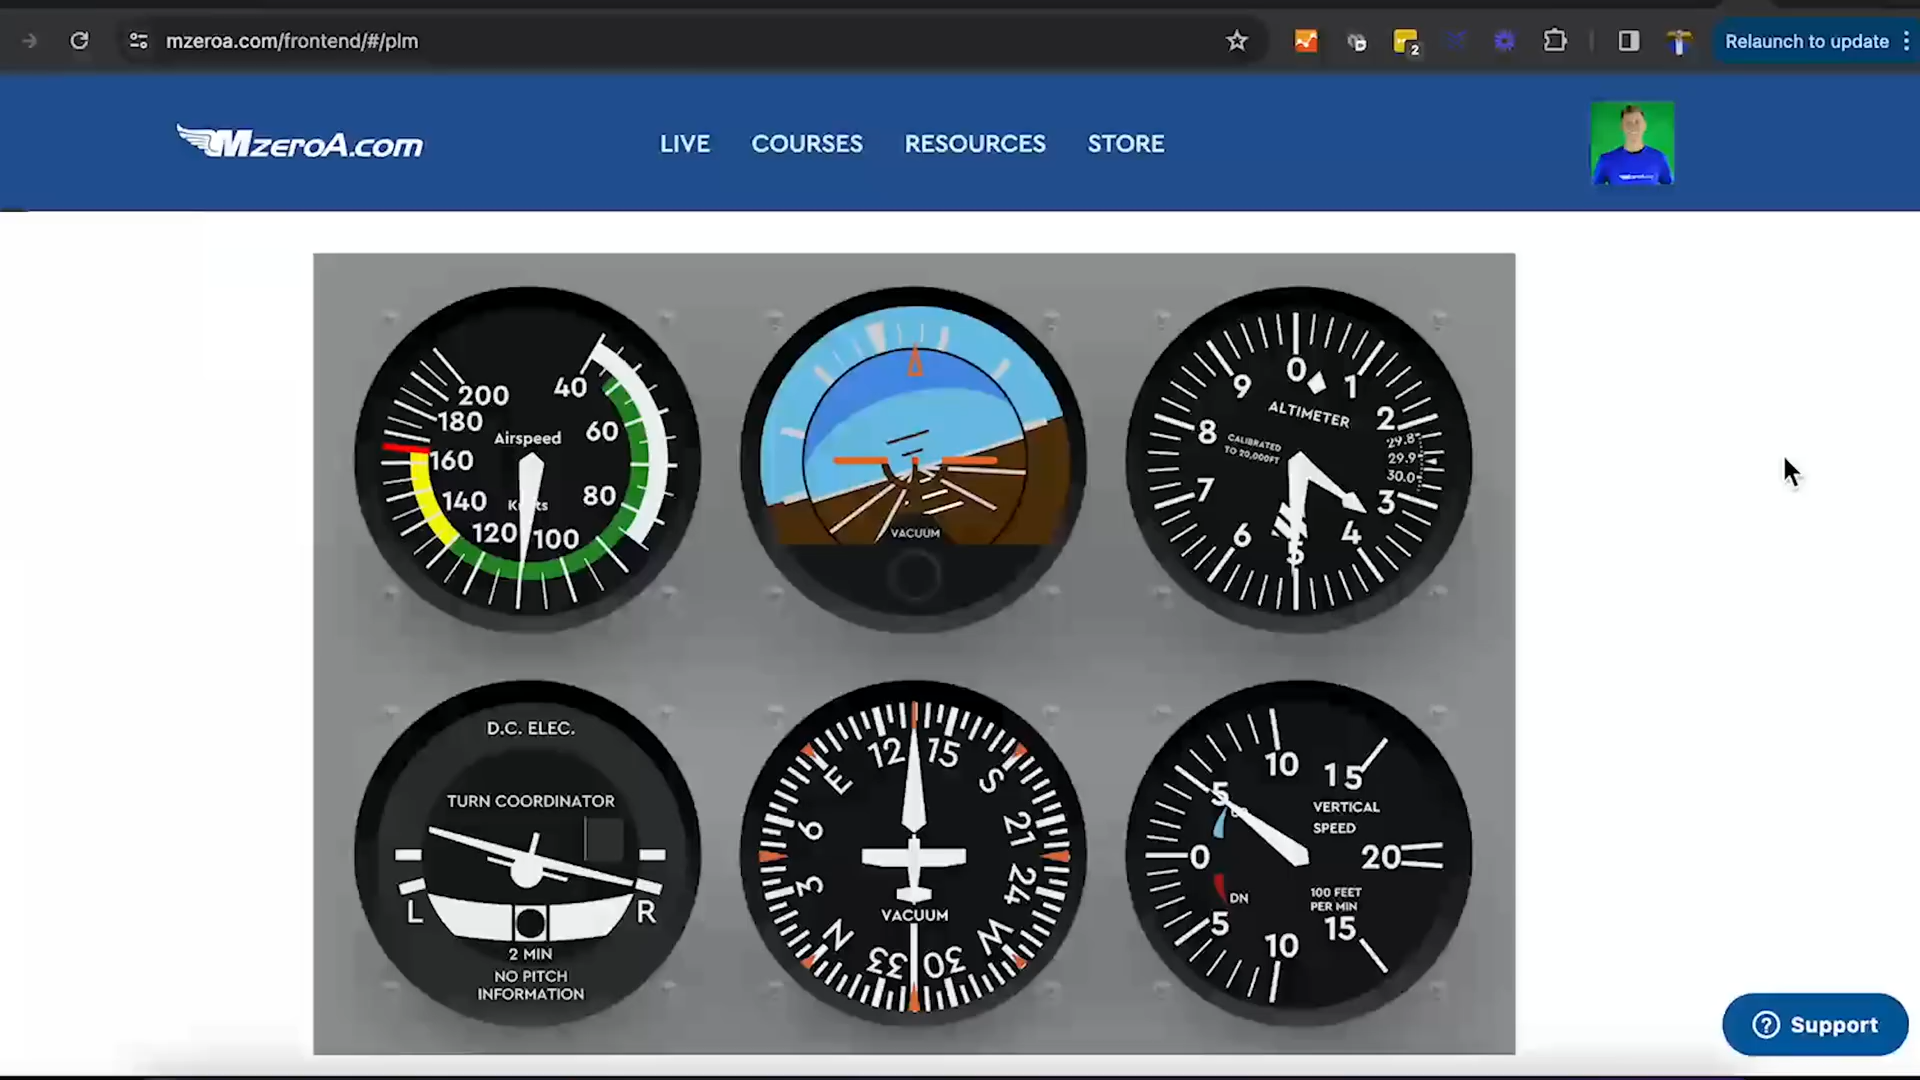 mzeroa.com/frontend/#/plm
2
Relaunch to update
MzeroA.com
LIVE COURSES RESOURCES STORE
200
180
160
140
120
100
80
60
40
Airspeed
VACUUM
0
1
2
3
4
5
6
7
8
9
ALTIMETER
CALIBRATED
TO 20,000FT
29.8
29.9
30.0
D.C. ELEC.
TURN COORDINATOR
L R
2 MIN
NO PITCH
INFORMATION
12
15
S
21
24
W
30
33
N
3
6
E
VACUUM
0
5
10
15
20
15
10
5
VERTICAL
SPEED
100 FEET
PER MIN
DN
Support